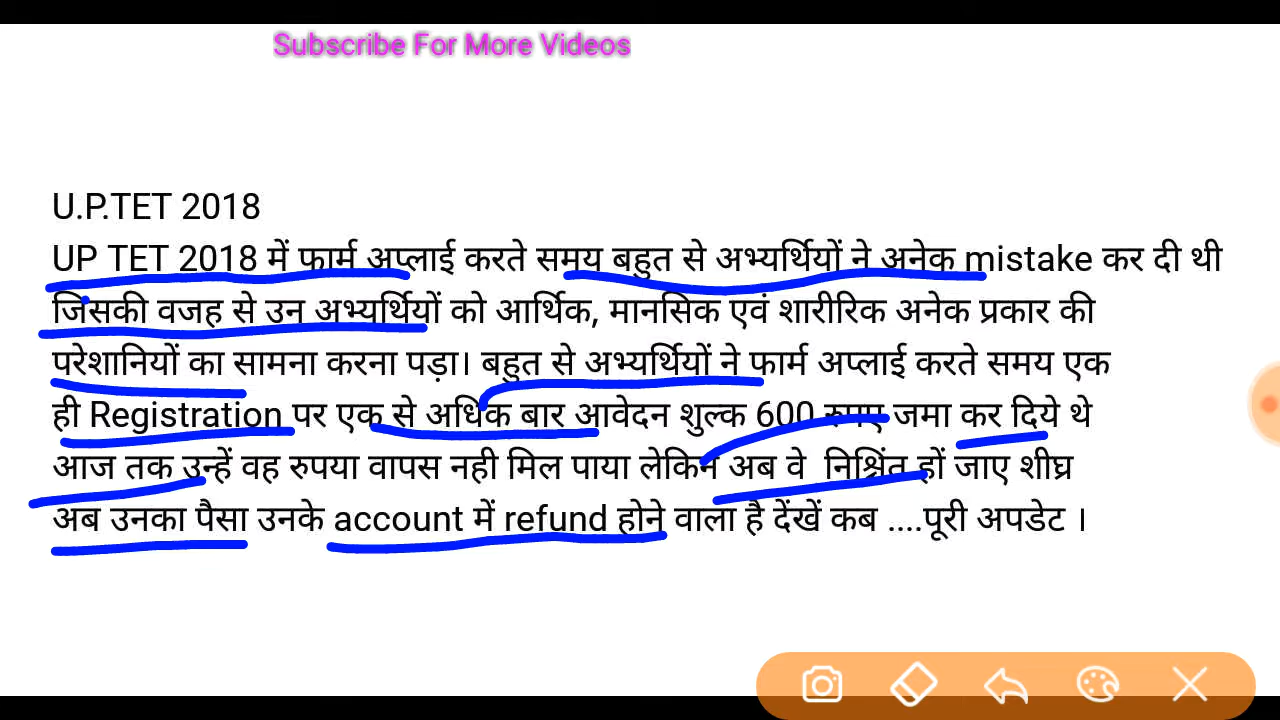 Subscribe For More Videos
U.P.TET 2018
UP TET 2018 में फार्म अप्लाई करते समय बहुत से अभ्यर्थियों ने अनेक mistake कर दी थी
जिसकी वजह से उन अभ्यर्थियों को आर्थिक, मानसिक एवं शारीरिक अनेक प्रकार की
परेशानियों का सामना करना पड़ा। बहुत से अभ्यर्थियों ने फार्म अप्लाई करते समय एक
ही Registration पर एक से अधिक बार आवेदन शुल्क 600 रुपए जमा कर दिये थे
आज तक उन्हें वह रुपया वापस नही मिल पाया लेकिन अब वे निश्चिंत हों जाए शीघ्र
अब उनका पैसा उनके account में refund होने वाला है देंखें कब ....पूरी अपडेट ।